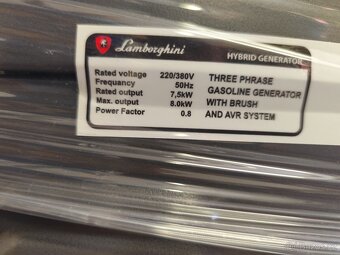 Lamborghini
HYBRID GENERATOR
Rated voltage 220/380V
Frequency 50Hz
Rated output 7,5kW
Max. output 8.0kW
Power Factor 0.8
THREE PHRASE
GASOLINE GENERATOR
WITH BRUSH
AND AVR SYSTEM